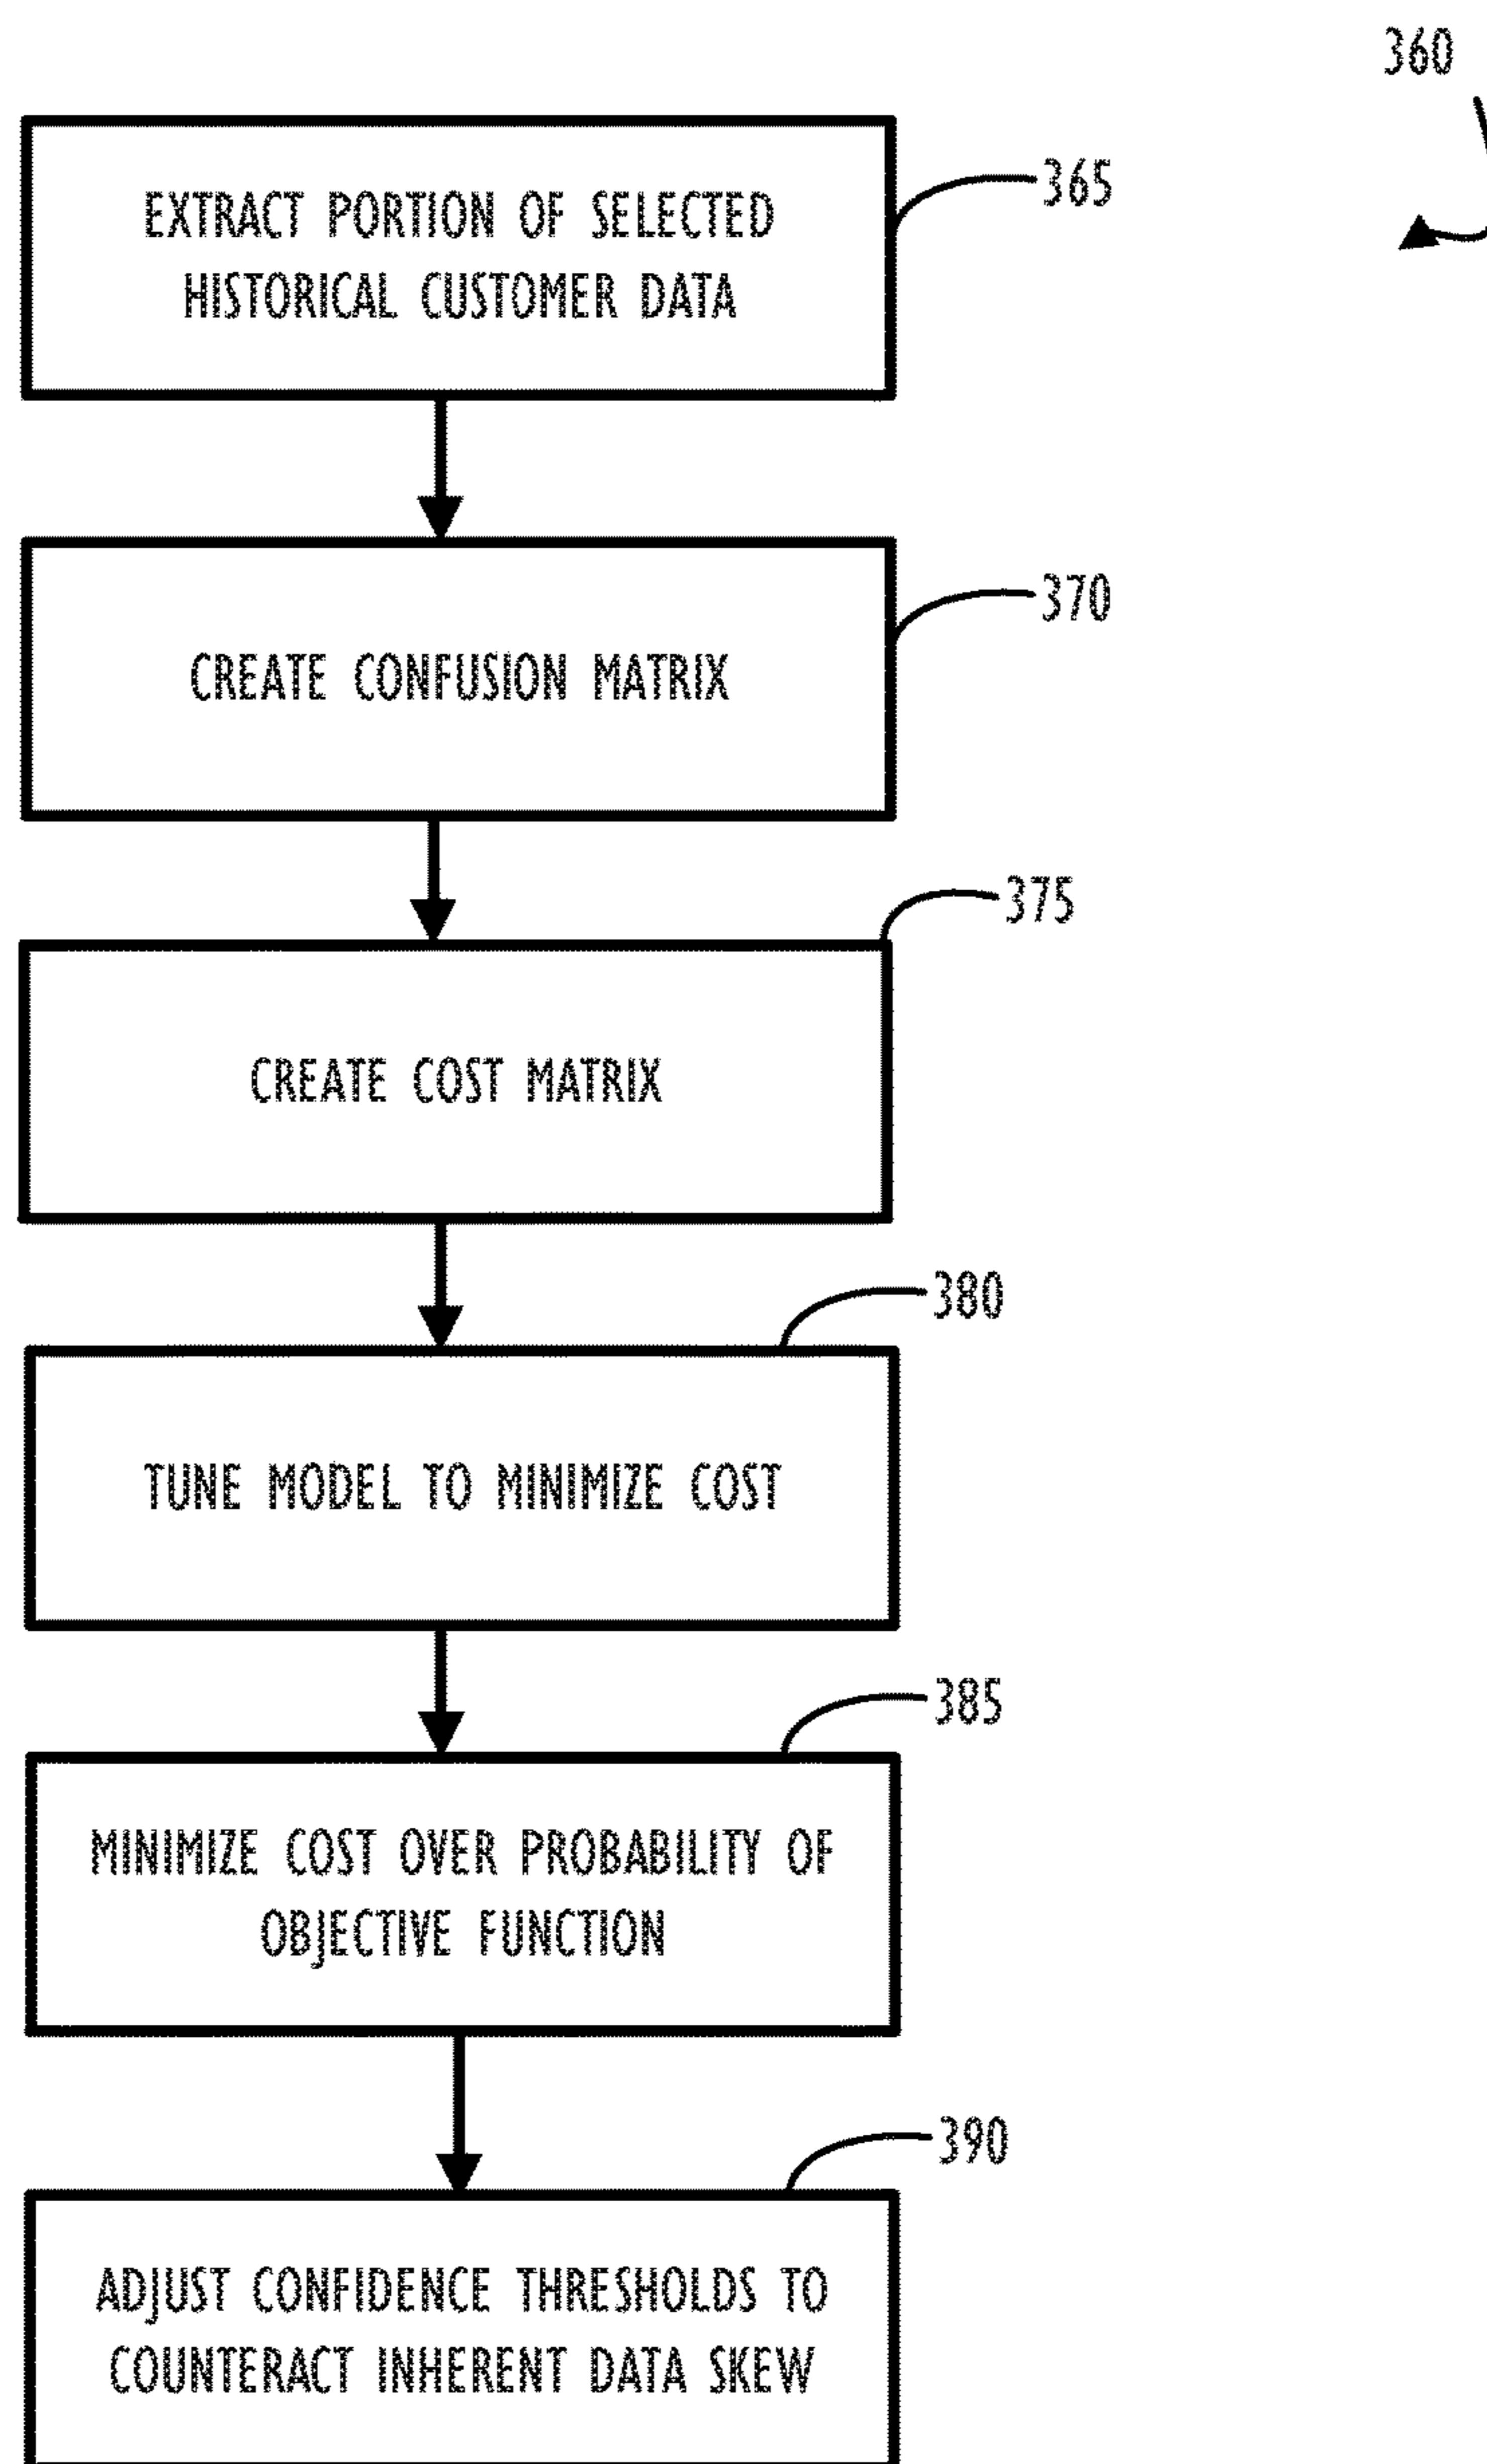 360
365
EXTRACT PORTION OF SELECTED
HISTORICAL CUSTOMER DATA
370
CREATE CONFUSION MATRIX
375
CREATE COST MATRIX
380
TUNE MODEL TO MINIMIZE COST
385
MINIMIZE COST OVER PROBABILITY OF
OBJECTIVE FUNCTION
390
ADJUST CONFIDENCE THRESHOLDS TO
COUNTERACT INHERENT DATA SKEW